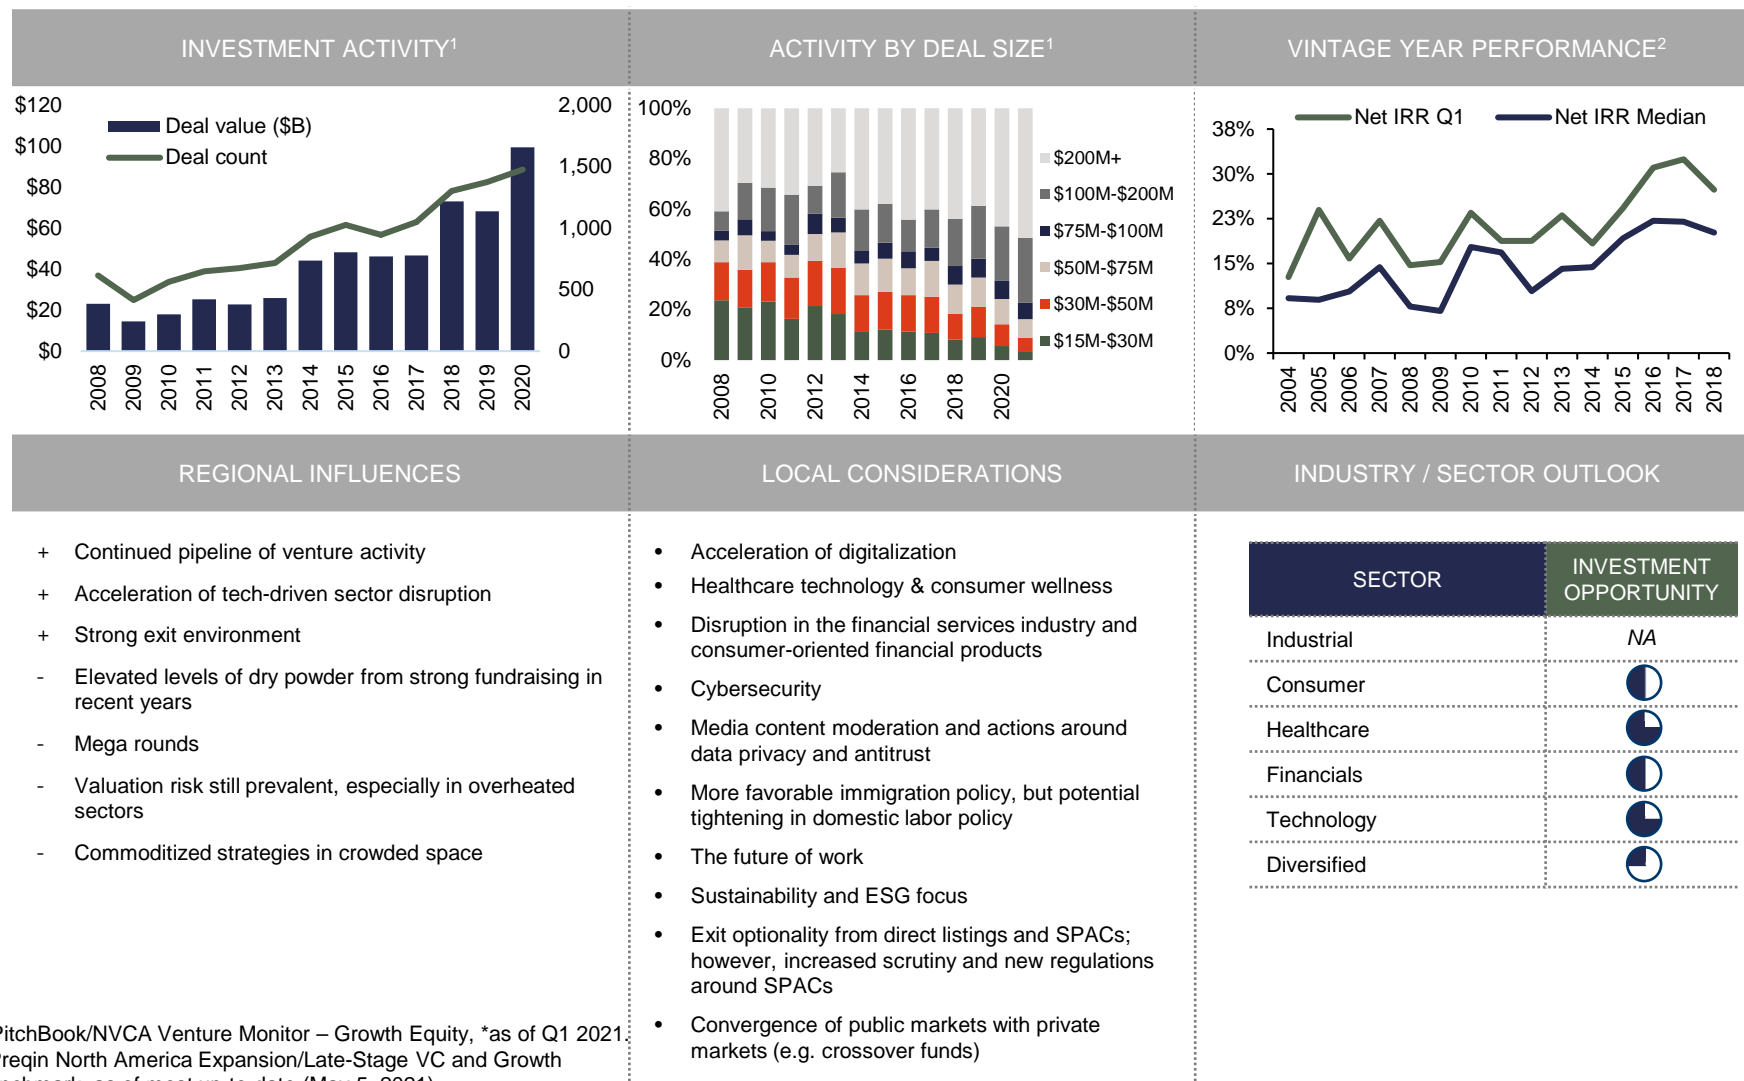 INVESTMENT ACTIVITY1
ACTIVITY BY DEAL SIZE1
VINTAGE YEAR PERFORMANCE2
$120
$100
$80
$60
$40
$20
$0
Deal value ($B)
Deal count
2,000
1,500
1,000
500
0
2008
2009
2010
2011
2012
2013
2014
2015
2016
2017
2018
2019
2020
100%
80%
60%
40%
20%
0%
2008
2010
2012
2014
2016
2018
2020
$200M+
$100M-$200M
$75M-$100M
$50M-$75M
$30M-$50M
$15M-$30M
Net IRR Q1
Net IRR Median
38%
30%
23%
15%
8%
0%
2004
2005
2006
2007
2008
2009
2010
2011
2012
2013
2014
2015
2016
2017
2018
REGIONAL INFLUENCES
+ Continued pipeline of venture activity
+ Acceleration of tech-driven sector disruption
+ Strong exit environment
- Elevated levels of dry powder from strong fundraising in
recent years
- Mega rounds
- Valuation risk still prevalent, especially in overheated
sectors
- Commoditized strategies in crowded space
LOCAL CONSIDERATIONS
• Acceleration of digitalization
• Healthcare technology & consumer wellness
• Disruption in the financial services industry and
consumer-oriented financial products
• Cybersecurity
• Media content moderation and actions around
data privacy and antitrust
• More favorable immigration policy, but potential
tightening in domestic labor policy
• The future of work
• Sustainability and ESG focus
• Exit optionality from direct listings and SPACs;
however, increased scrutiny and new regulations
around SPACs
• Convergence of public markets with private
markets (e.g. crossover funds)
INDUSTRY / SECTOR OUTLOOK
SECTOR
INVESTMENT
OPPORTUNITY
Industrial NA
Consumer
Healthcare
Financials
Technology
Diversified
PitchBook/NVCA Venture Monitor – Growth Equity, *as of Q1 2021.
Preqin North America Expansion/Late-Stage VC and Growth
as of most up to date (May 5, 2021)